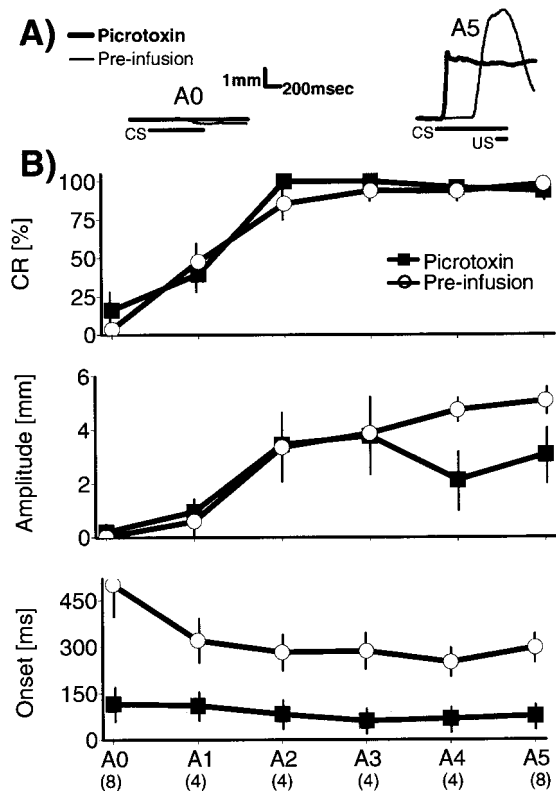 A)
Picrotoxin
Pre-infusion
A0
CS
1mm
200msec
A5
CS
US
B)
CR [%]
100
75
50
25
0
Picrotoxin
Pre-infusion
Amplitude [mm]
6
4
2
0
Onset [ms]
450
300
150
0
A0 A1 A2 A3 A4 A5
(8) (4) (4) (4) (4) (8)